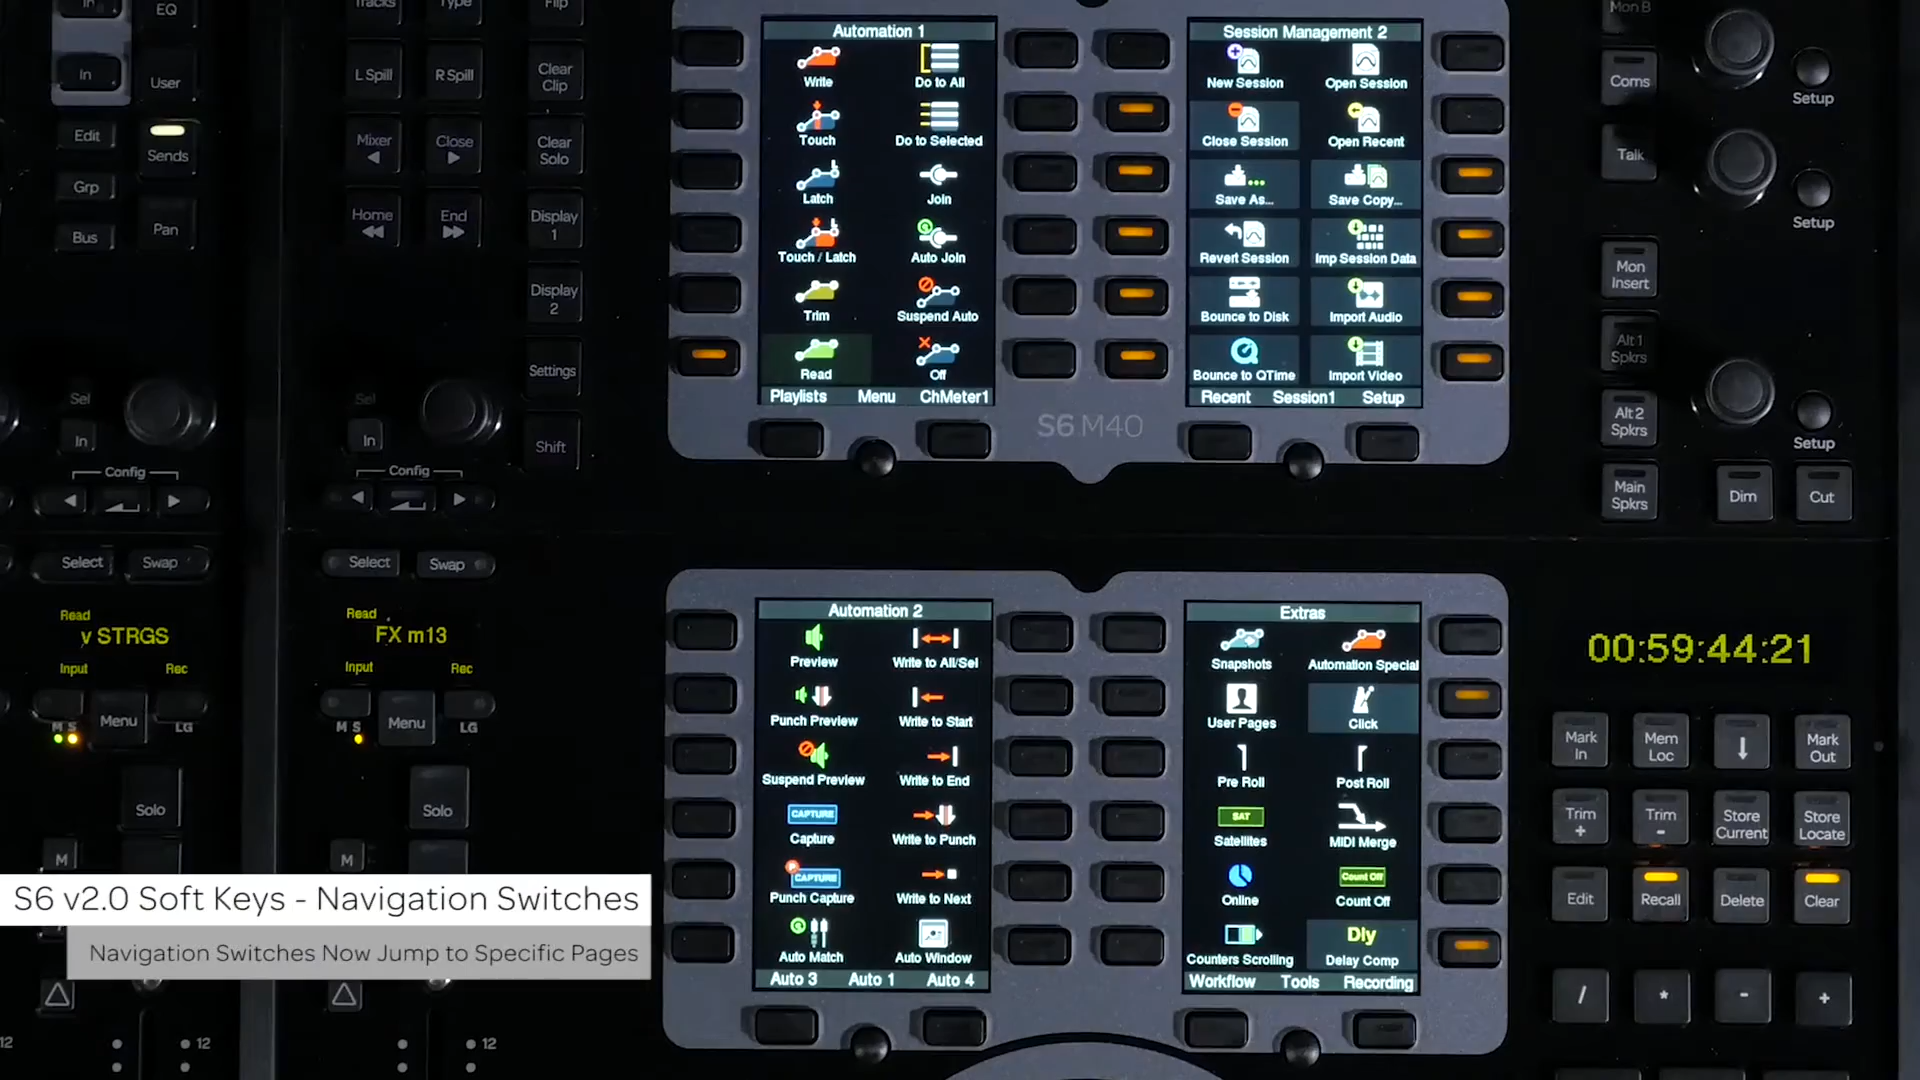 In
EQ
In
User
Edit
Sends
Grp
Bus
Pan
Tracks
Type
Flip
L Spill
R Spill
Clear Clip
Mixer
Close
Clear Solo
Home
End
Display 1
Display 2
Settings
Shift
Sel
In
Sel
In
Config
Config
Select
Swap
Select
Swap
Automation 1
Write
Do to All
Touch
Do to Selected
Latch
Join
Touch / Latch
Auto Join
Trim
Suspend Auto
Read
Off
Playlists Menu ChMeter1
S6 M40
Session Management 2
New Session
Open Session
Close Session
Open Recent
Save As...
Save Copy...
Revert Session
Imp Session Data
Bounce to Disk
Import Audio
Bounce to QTime
Import Video
Recent Session1 Setup
Mon B
Coms
Setup
Talk
Setup
Mon Insert
Alt 1 Spkrs
Alt 2 Spkrs
Setup
Main Spkrs
Dim
Cut
Read
v STRGS
Input
Rec
M S
Menu
LG
Solo
M
Read
FX m13
Input
Rec
M S
Menu
LG
Solo
M
12
12
12
Automation 2
Preview
Write to All/Sel
Punch Preview
Write to Start
Suspend Preview
Write to End
CAPTURE
Capture
Write to Punch
P
CAPTURE
Punch Capture
Write to Next
Auto Match
Auto Window
Auto 3 Auto 1 Auto 4
Extras
Snapshots
Automation Special
User Pages
Click
Pre Roll
Post Roll
SAT
Satellites
MIDI Merge
Online
Count Off
Count Off
Counters Scrolling
Dly
Delay Comp
Workflow Tools Recording
00:59:44:21
Mark In
Mem Loc
Mark Out
Trim +
Trim -
Store Current
Store Locate
Edit
Recall
Delete
Clear
/
*
-
+
S6 v2.0 Soft Keys - Navigation Switches
Navigation Switches Now Jump to Specific Pages